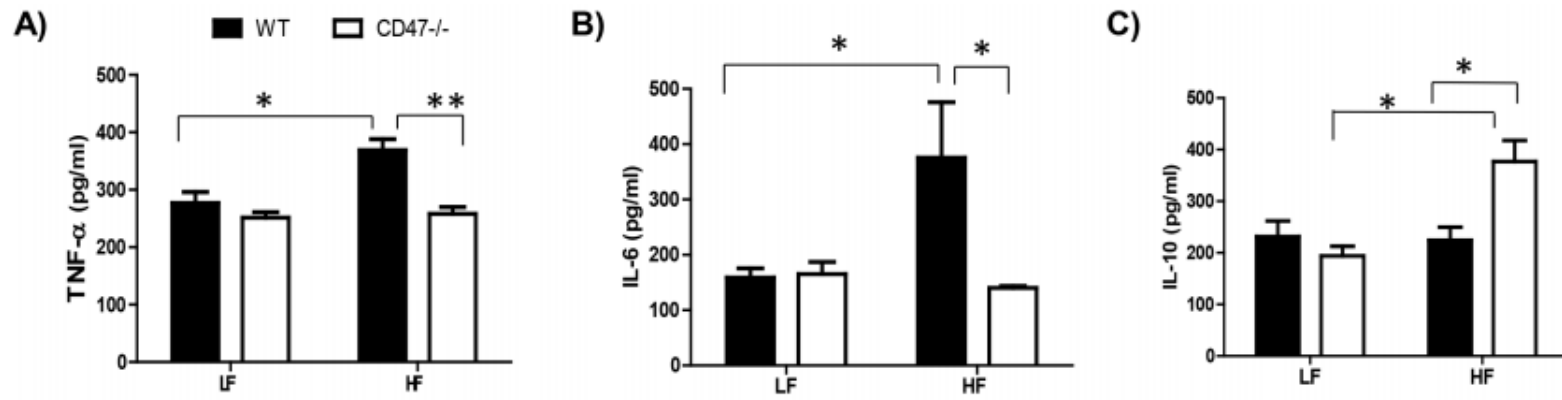 A)
WT
CD47-/-
*
**
TNF-α (pg/ml)
500
400
300
200
100
0
LF
HF
B)
*
*
IL-6 (pg/ml)
500
400
300
200
100
0
LF
HF
C)
*
*
IL-10 (pg/ml)
500
400
300
200
100
0
LF
HF